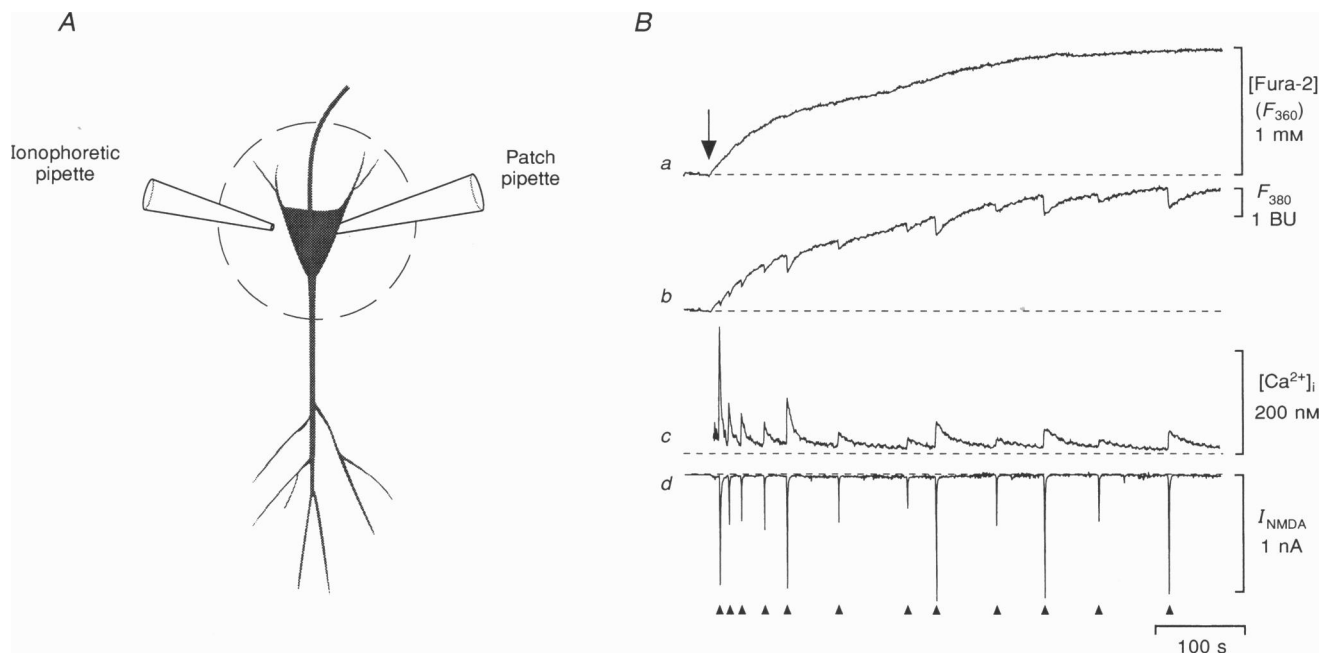 A
B
Ionophoretic
pipette
Patch
pipette
a
[Fura-2]
(F360)
1 mM
b
F380
1 BU
c
[Ca2+]i
200 nM
d
INMDA
1 nA
100 s